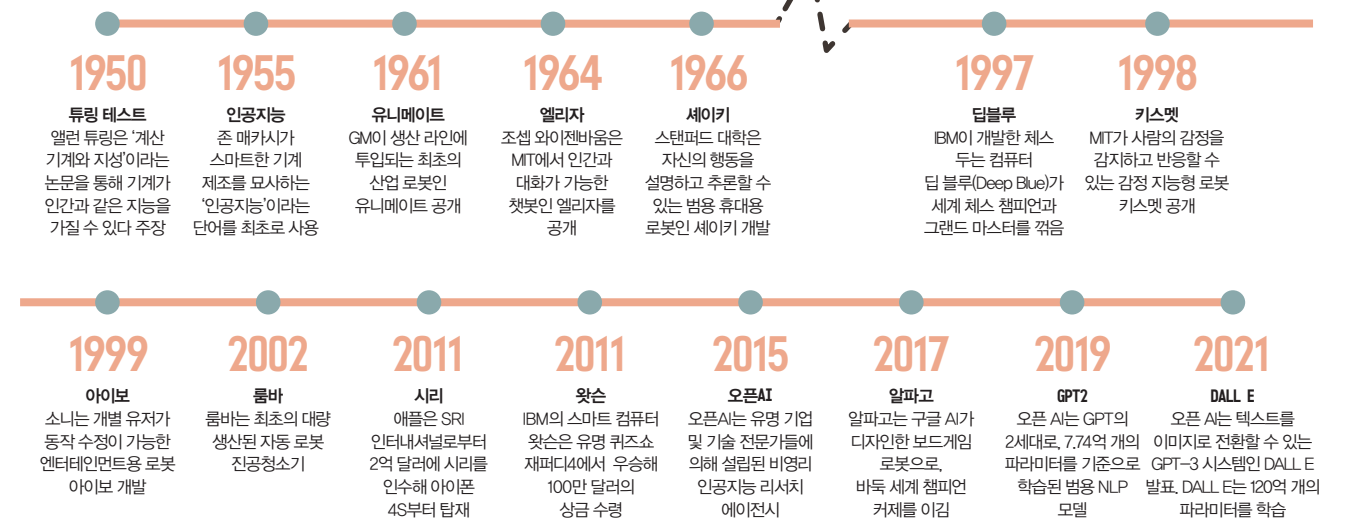 1950
튜링 테스트
앨런 튜링은 ‘계산
기계와 지성’이라는
논문을 통해 기계가
인간과 같은 지능을
가질 수 있다 주장
1955
인공지능
존 매카시가
스마트한 기계
제조를 묘사하는
‘인공지능’이라는
단어를 최초로 사용
1961
유니메이트
GM이 생산 라인에
투입되는 최초의
산업 로봇인
유니메이트 공개
1964
엘리자
조셉 와이젠바움은
MIT에서 인간과
대화가 가능한
챗봇인 엘리자를
공개
1966
셰이키
스탠퍼드 대학은
자신의 행동을
설명하고 추론할 수
있는 범용 휴대용
로봇인 셰이키 개발
1997
딥블루
IBM이 개발한 체스
두는 컴퓨터
딥 블루(Deep Blue)가
세계 체스 챔피언과
그랜드 마스터를 꺾음
1998
키스멧
MIT가 사람의 감정을
감지하고 반응할 수
있는 감정 지능형 로봇
키스멧 공개
1999
아이보
소니는 개별 유저가
동작 수정이 가능한
엔터테인먼트용 로봇
아이보 개발
2002
룸바
룸바는 최초의 대량
생산된 자동 로봇
진공청소기
2011
시리
애플은 SRI
인터내셔널로부터
2억 달러에 시리를
인수해 아이폰
4S부터 탑재
2011
왓슨
IBM의 스마트 컴퓨터
왓슨은 유명 퀴즈쇼
재퍼디4에서 우승해
100만 달러의
상금 수령
2015
오픈AI
오픈AI는 유명 기업
및 기술 전문가들에
의해 설립된 비영리
인공지능 리서치
에이전시
2017
알파고
알파고는 구글 AI가
디자인한 보드게임
로봇으로,
바둑 세계 챔피언
커제를 이김
2019
GPT2
오픈 AI는 GPT의
2세대로, 7.74억 개의
파라미터를 기준으로
학습된 범용 NLP
모델
2021
DALL E
오픈 AI는 텍스트를
이미지로 전환할 수 있는
GPT-3 시스템인 DALL E
발표. DALL E는 120억 개의
파라미터를 학습